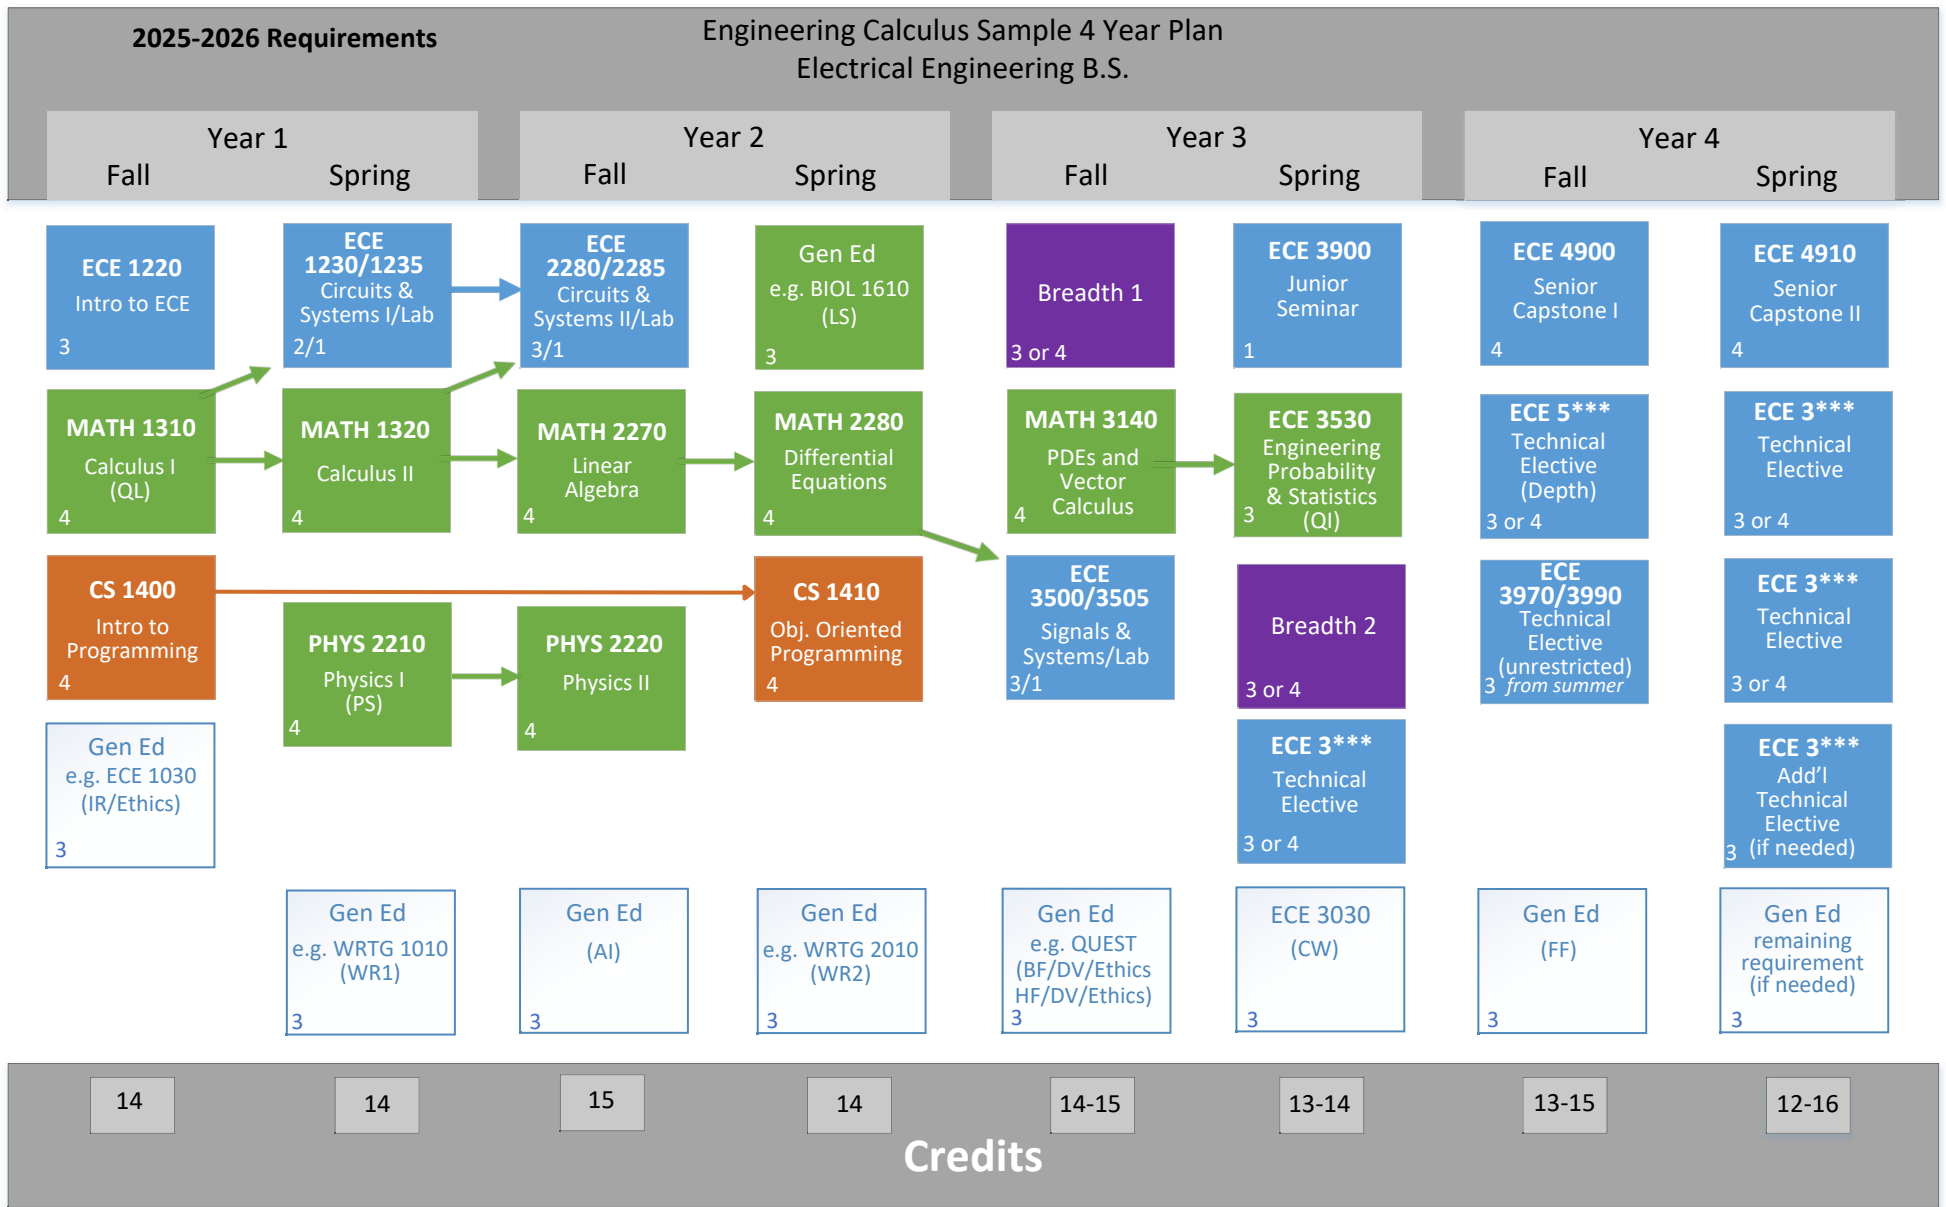 2025-2026 Requirements
Engineering Calculus Sample 4 Year Plan
Electrical Engineering B.S.
Year 1
Fall
Spring
Year 2
Fall
Spring
Year 3
Fall
Spring
Year 4
Fall
Spring
ECE 1220
Intro to ECE
3
MATH 1310
Calculus I
(QL)
4
CS 1400
Intro to
Programming
4
Gen Ed
e.g. ECE 1030
(IR/Ethics)
3
ECE
1230/1235
Circuits &
Systems I/Lab
2/1
MATH 1320
Calculus II
4
PHYS 2210
Physics I
(PS)
4
Gen Ed
e.g. WRTG 1010
(WR1)
3
ECE
2280/2285
Circuits &
Systems II/Lab
3/1
MATH 2270
Linear
Algebra
4
PHYS 2220
Physics II
4
Gen Ed
(AI)
3
Gen Ed
e.g. BIOL 1610
(LS)
3
MATH 2280
Differential
Equations
4
CS 1410
Obj. Oriented
Programming
4
Gen Ed
e.g. WRTG 2010
(WR2)
3
Breadth 1
3 or 4
MATH 3140
PDEs and
Vector
Calculus
4
ECE
3500/3505
Signals &
Systems/Lab
3/1
Gen Ed
e.g. QUEST
(BF/DV/Ethics
HF/DV/Ethics)
3
ECE 3900
Junior
Seminar
1
ECE 3530
Engineering
Probability
& Statistics
(QI)
3
Breadth 2
3 or 4
ECE 3***
Technical
Elective
3 or 4
ECE 3030
(CW)
3
ECE 4900
Senior
Capstone I
4
ECE 5***
Technical
Elective
(Depth)
3 or 4
ECE
3970/3990
Technical
Elective
(unrestricted)
3 from summer
Gen Ed
(FF)
3
ECE 4910
Senior
Capstone II
4
ECE 3***
Technical
Elective
3 or 4
ECE 3***
Technical
Elective
3 or 4
ECE 3***
Add'l
Technical
Elective
3 (if needed)
Gen Ed
remaining
requirement
(if needed)
3
14
14
15
14
14-15
13-14
13-15
12-16
Credits